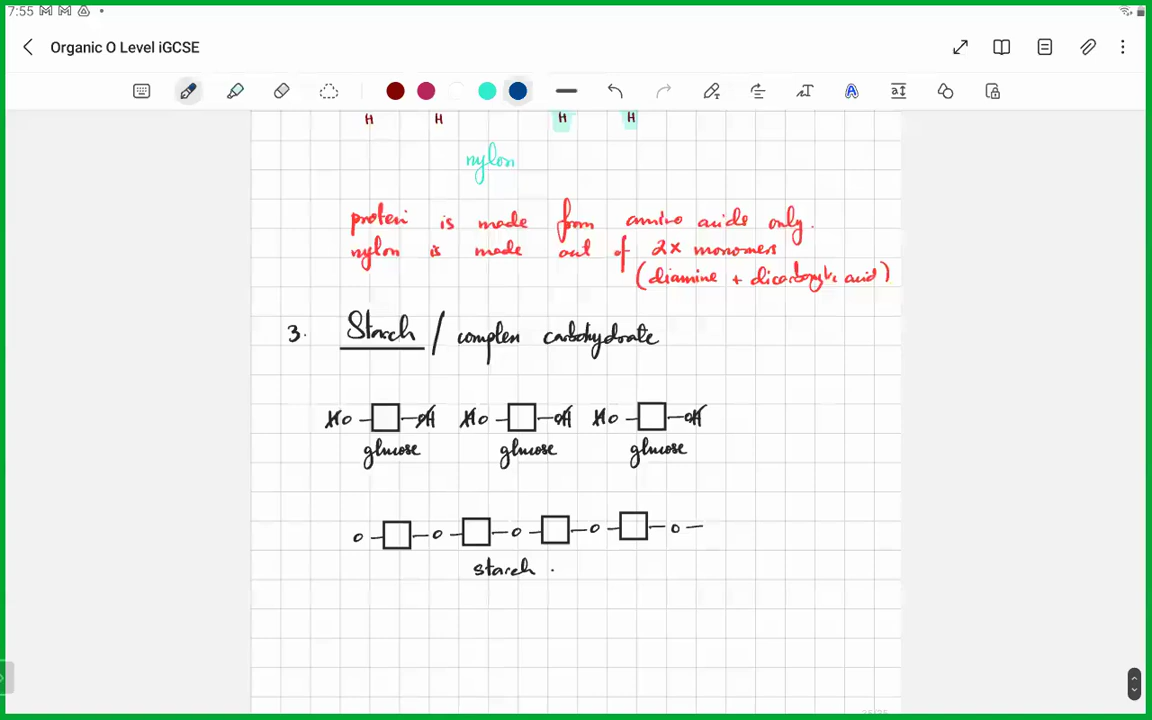 7:55
Organic O Level iGCSE
H H H H
nylon
protein is made from amino acids only.
nylon is made out of 2x monomers
(diamine + dicarboxylic acid)
3. Starch / complex carbohydrate
HO OH HO OH HO OH
glucose glucose glucose
O O O O O
starch .